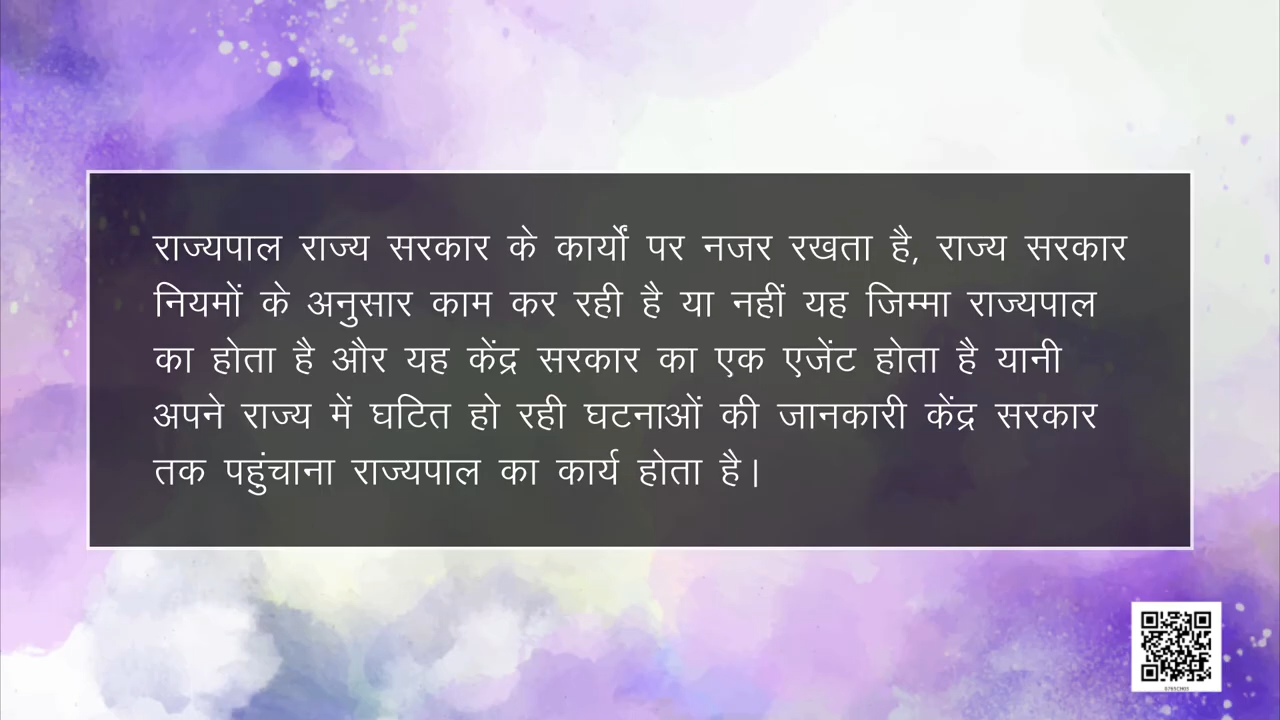 राज्यपाल राज्य सरकार के कार्यों पर नजर रखता है, राज्य सरकार
नियमों के अनुसार काम कर रही है या नहीं यह जिम्मा राज्यपाल
का होता है और यह केंद्र सरकार का एक एजेंट होता है यानी
अपने राज्य में घटित हो रही घटनाओं की जानकारी केंद्र सरकार
तक पहुंचाना राज्यपाल का कार्य होता है।
0765CH03